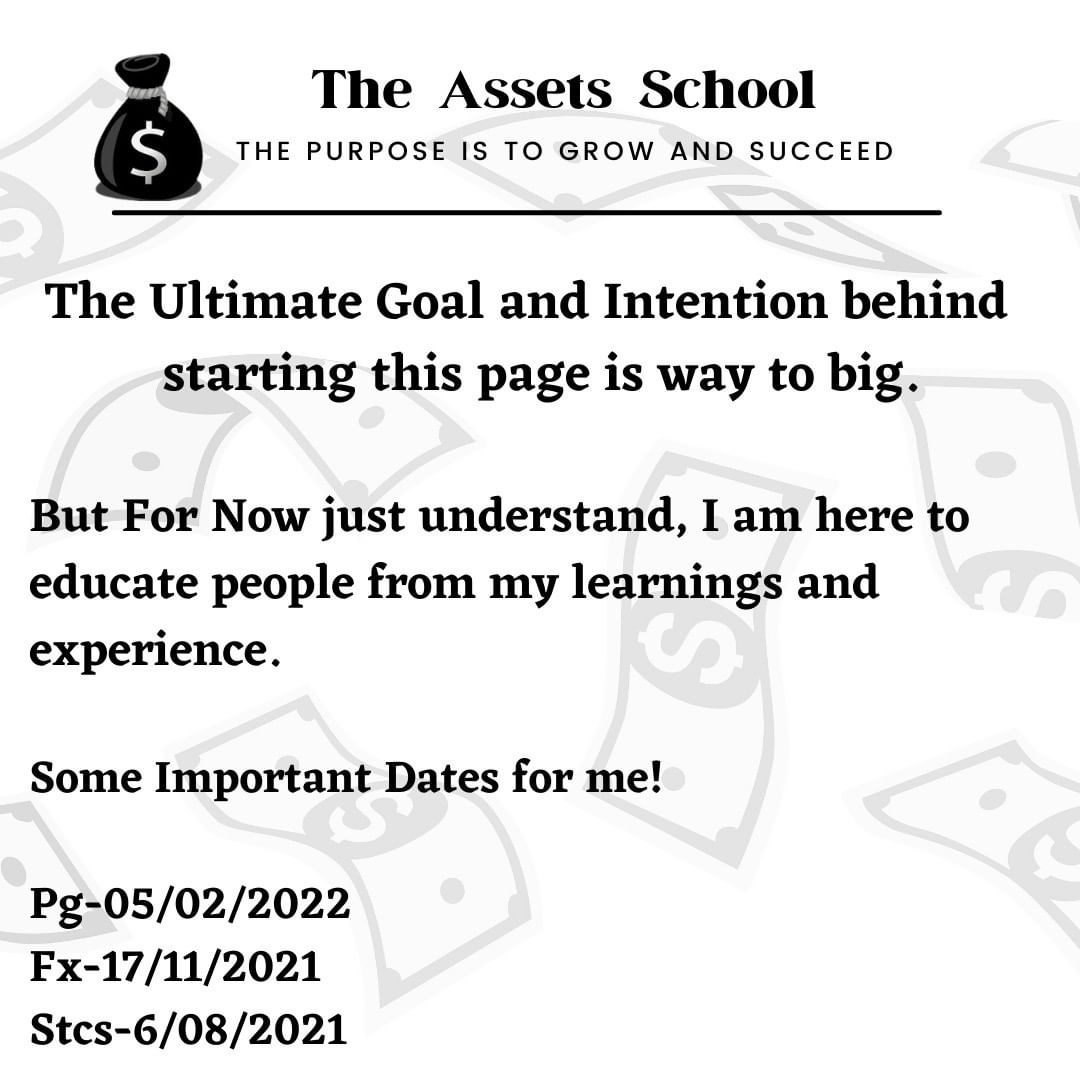 $
The Assets School
THE PURPOSE IS TO GROW AND SUCCEED
The Ultimate Goal and Intention behind
starting this page is way to big.
But For Now just understand, I am here to
educate people from my learnings and
experience.
Some Important Dates for me!
Pg-05/02/2022
Fx-17/11/2021
Stcs-6/08/2021